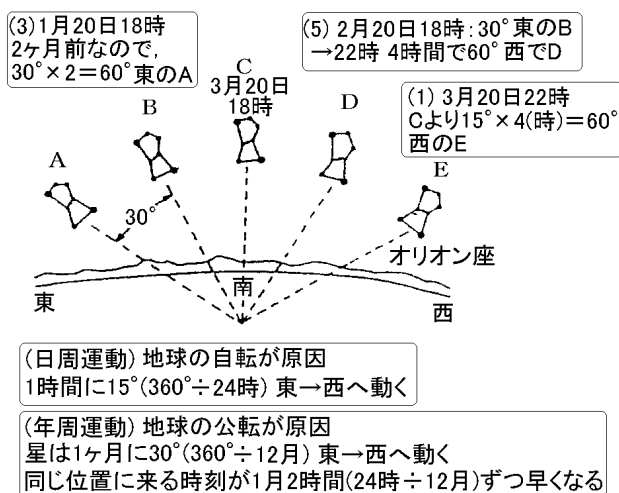 (3)1月20日18時
2ヶ月前なので,
30°×2＝60°東のA
(5) 2月20日18時：30°東のB
→22時 4時間で60°西でD
C
3月20日
18時
(1) 3月20日22時
Cより15°×4(時)＝60°
西のE
B
D
A
E
30°
オリオン座
東
南
西
(日周運動) 地球の自転が原因
1時間に15°(360°÷24時) 東→西へ動く
(年周運動) 地球の公転が原因
星は1ヶ月に30°(360°÷12月) 東→西へ動く
同じ位置に来る時刻が1月2時間(24時÷12月)ずつ早くなる